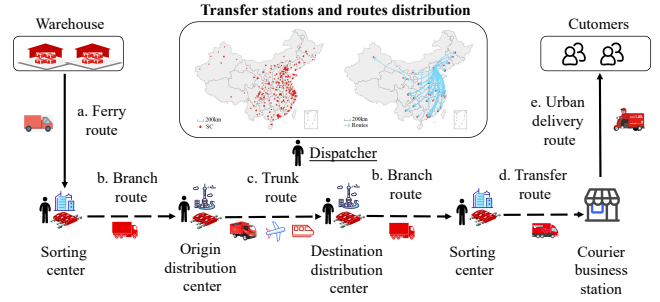 Warehouse
Transfer stations and routes distribution
Cutomers
200km
SC
200km
Routes
a. Ferry
route
e. Urban
delivery
route
Dispatcher
b. Branch
route
c. Trunk
route
b. Branch
route
d. Transfer
route
Sorting
center
Origin
distribution
center
Destination
distribution
center
Sorting
center
Courier
business
station